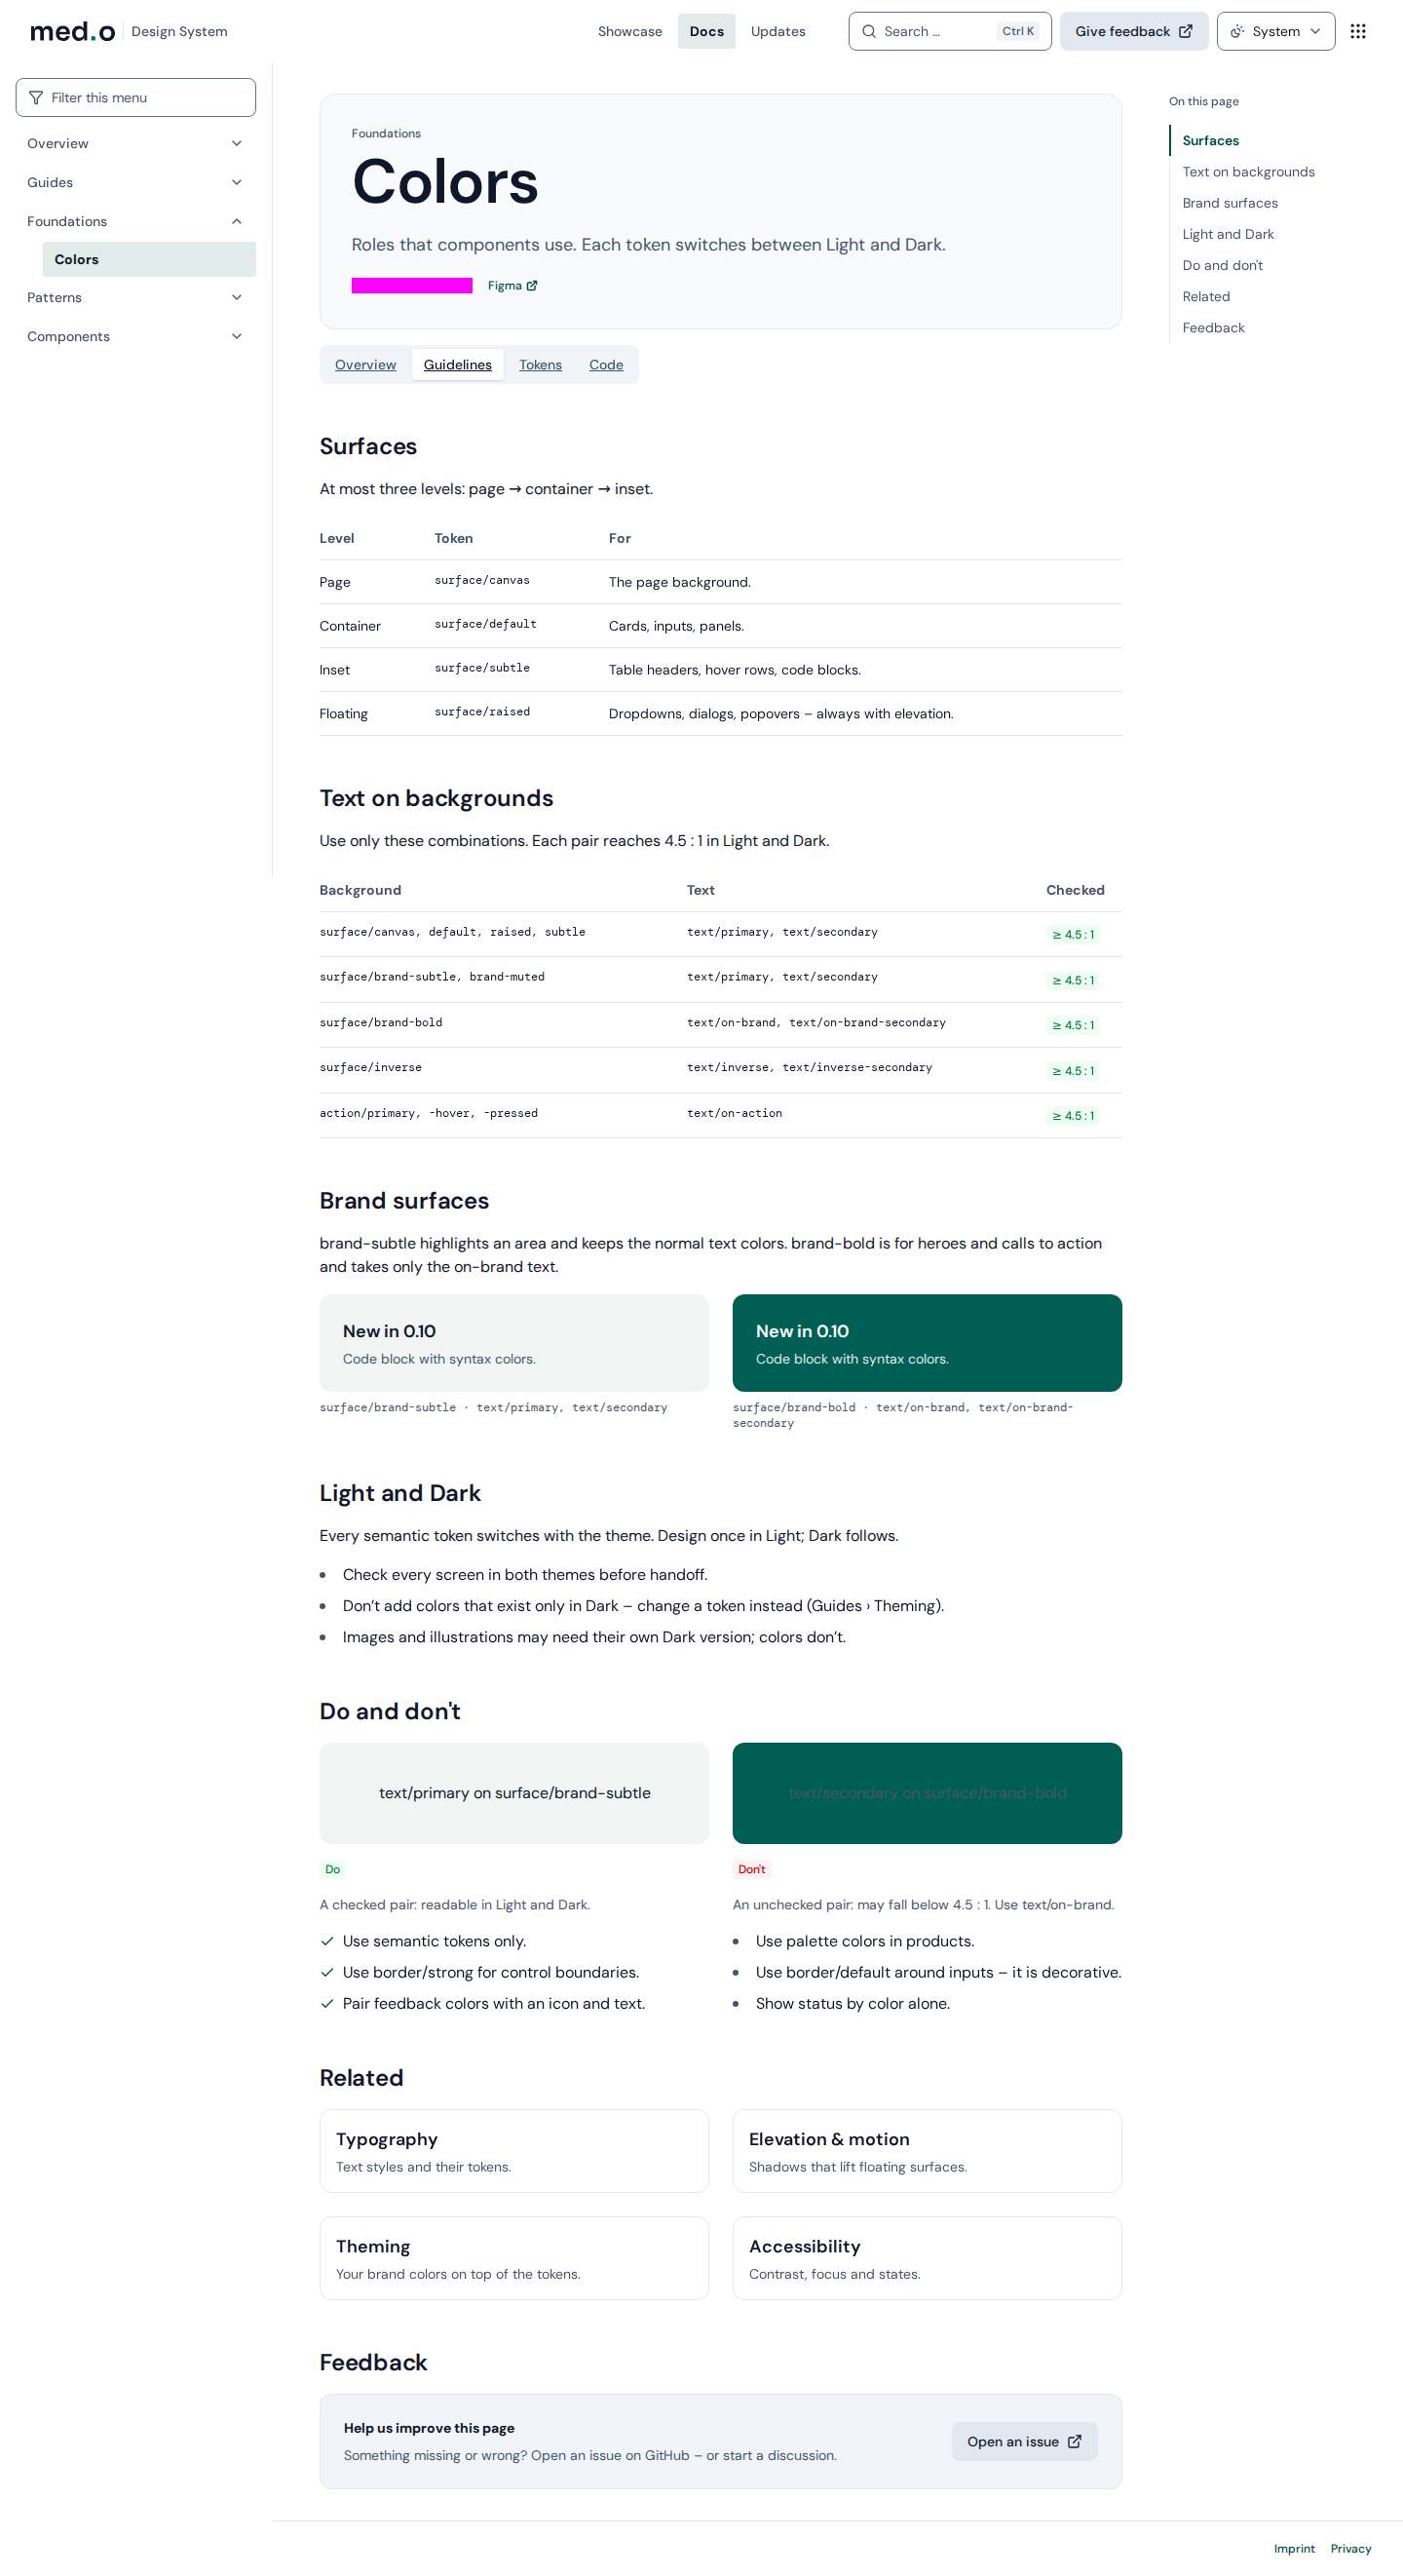 med.o Design System
Showcase Docs Updates
Search … Ctrl K
Give feedback
System
Filter this menu
Overview
Guides
Foundations
Colors
Patterns
Components
Foundations
Colors
Roles that components use. Each token switches between Light and Dark.
Figma
Overview Guidelines Tokens Code
On this page
Surfaces
Text on backgrounds
Brand surfaces
Light and Dark
Do and don't
Related
Feedback
Surfaces
At most three levels: page → container → inset.
Level Token For
Page surface/canvas The page background.
Container surface/default Cards, inputs, panels.
Inset surface/subtle Table headers, hover rows, code blocks.
Floating surface/raised Dropdowns, dialogs, popovers – always with elevation.
Text on backgrounds
Use only these combinations. Each pair reaches 4.5 : 1 in Light and Dark.
Background Text Checked
surface/canvas, default, raised, subtle text/primary, text/secondary ≥ 4.5 : 1
surface/brand-subtle, brand-muted text/primary, text/secondary ≥ 4.5 : 1
surface/brand-bold text/on-brand, text/on-brand-secondary ≥ 4.5 : 1
surface/inverse text/inverse, text/inverse-secondary ≥ 4.5 : 1
action/primary, -hover, -pressed text/on-action ≥ 4.5 : 1
Brand surfaces
brand-subtle highlights an area and keeps the normal text colors. brand-bold is for heroes and calls to action
and takes only the on-brand text.
New in 0.10
Code block with syntax colors.
surface/brand-subtle · text/primary, text/secondary
New in 0.10
Code block with syntax colors.
surface/brand-bold · text/on-brand, text/on-brand-
secondary
Light and Dark
Every semantic token switches with the theme. Design once in Light; Dark follows.
• Check every screen in both themes before handoff.
• Don’t add colors that exist only in Dark – change a token instead (Guides › Theming).
• Images and illustrations may need their own Dark version; colors don’t.
Do and don't
text/primary on surface/brand-subtle
Do
A checked pair: readable in Light and Dark.
✓ Use semantic tokens only.
✓ Use border/strong for control boundaries.
✓ Pair feedback colors with an icon and text.
text/secondary on surface/brand-bold
Don't
An unchecked pair: may fall below 4.5 : 1. Use text/on-brand.
• Use palette colors in products.
• Use border/default around inputs – it is decorative.
• Show status by color alone.
Related
Typography
Text styles and their tokens.
Elevation & motion
Shadows that lift floating surfaces.
Theming
Your brand colors on top of the tokens.
Accessibility
Contrast, focus and states.
Feedback
Help us improve this page
Something missing or wrong? Open an issue on GitHub – or start a discussion.
Open an issue
Imprint Privacy